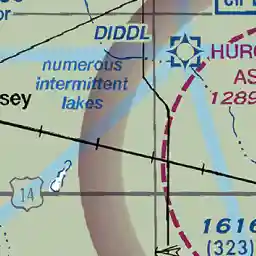 DIDDL
HURO
numerous
intermittent
lakes
AS
1289
sey
14
1616
(323)